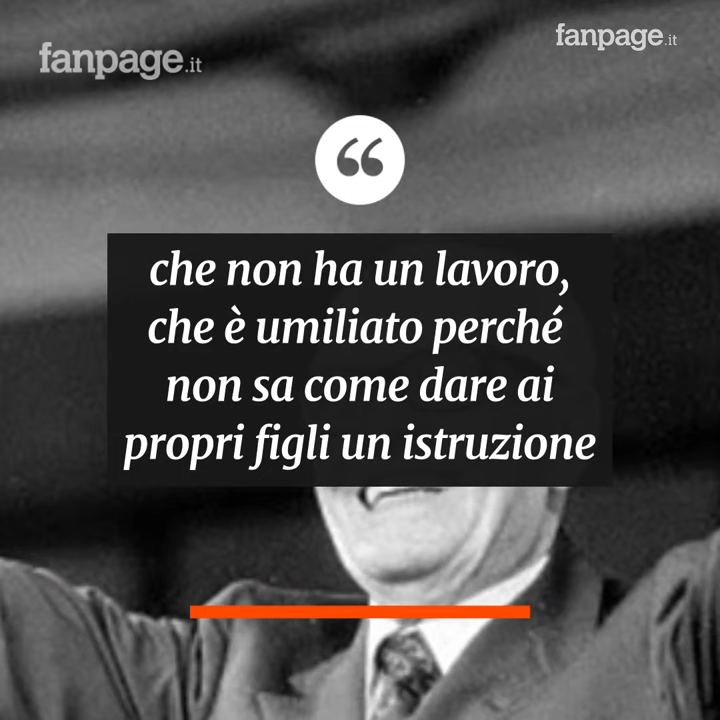 fanpage.it
fanpage.it
“
che non ha un lavoro,
che è umiliato perché
non sa come dare ai
propri figli un istruzione